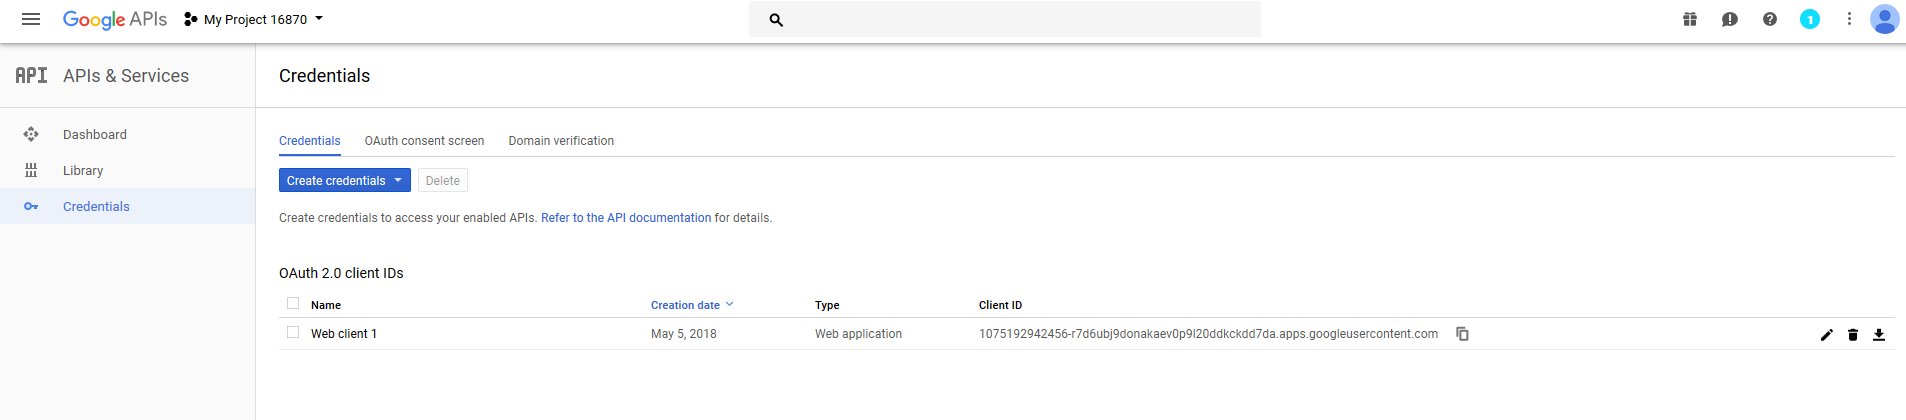 Google APIs My Project 16870 1
API APIs & Services Credentials
Dashboard
Library
Credentials
Credentials OAuth consent screen Domain verification
Create credentials Delete
Create credentials to access your enabled APIs. Refer to the API documentation for details.
OAuth 2.0 client IDs
Name Creation date Type Client ID
Web client 1 May 5, 2018 Web application 1075192942456-r7d6ubj9donakaev0p9l20ddkckdd7da.apps.googleusercontent.com